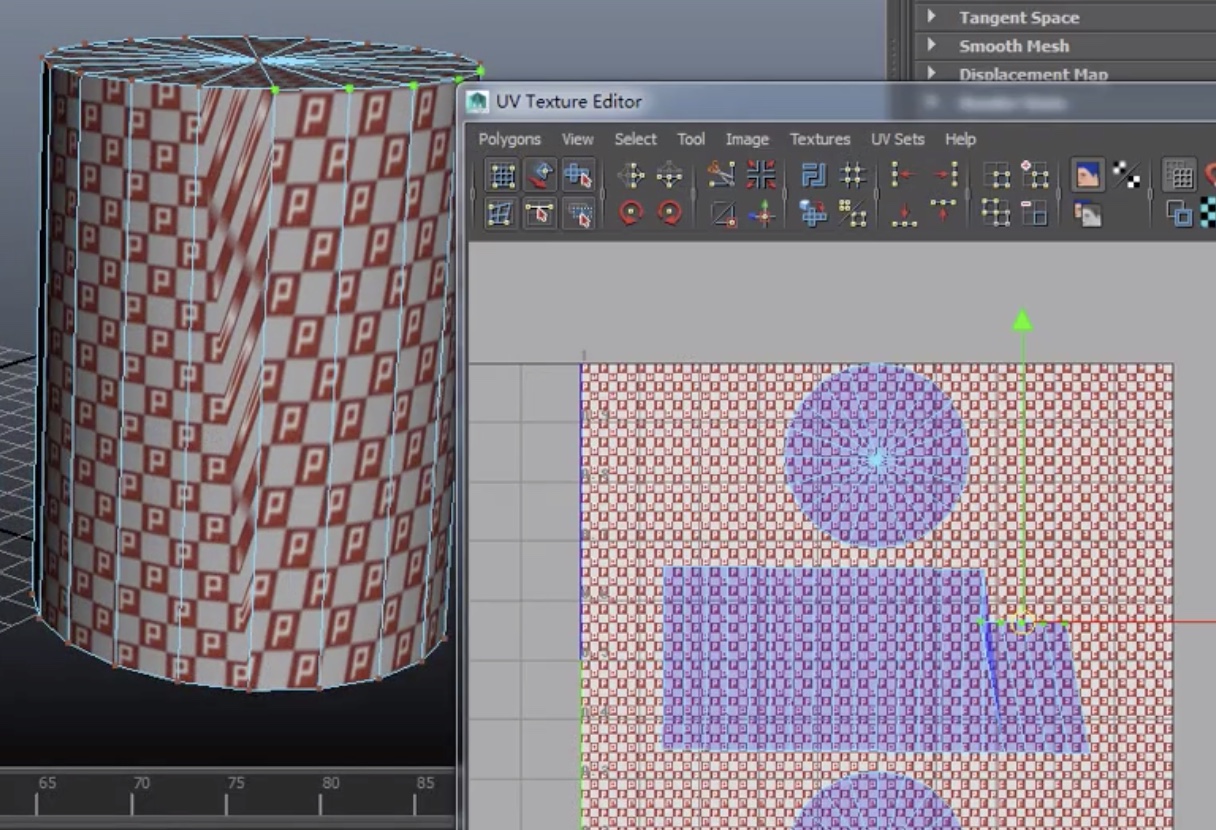 Tangent Space
Smooth Mesh
Displacement Map
UV Texture Editor
Polygons View Select Tool Image Textures UV Sets Help
65 70 75 80 85